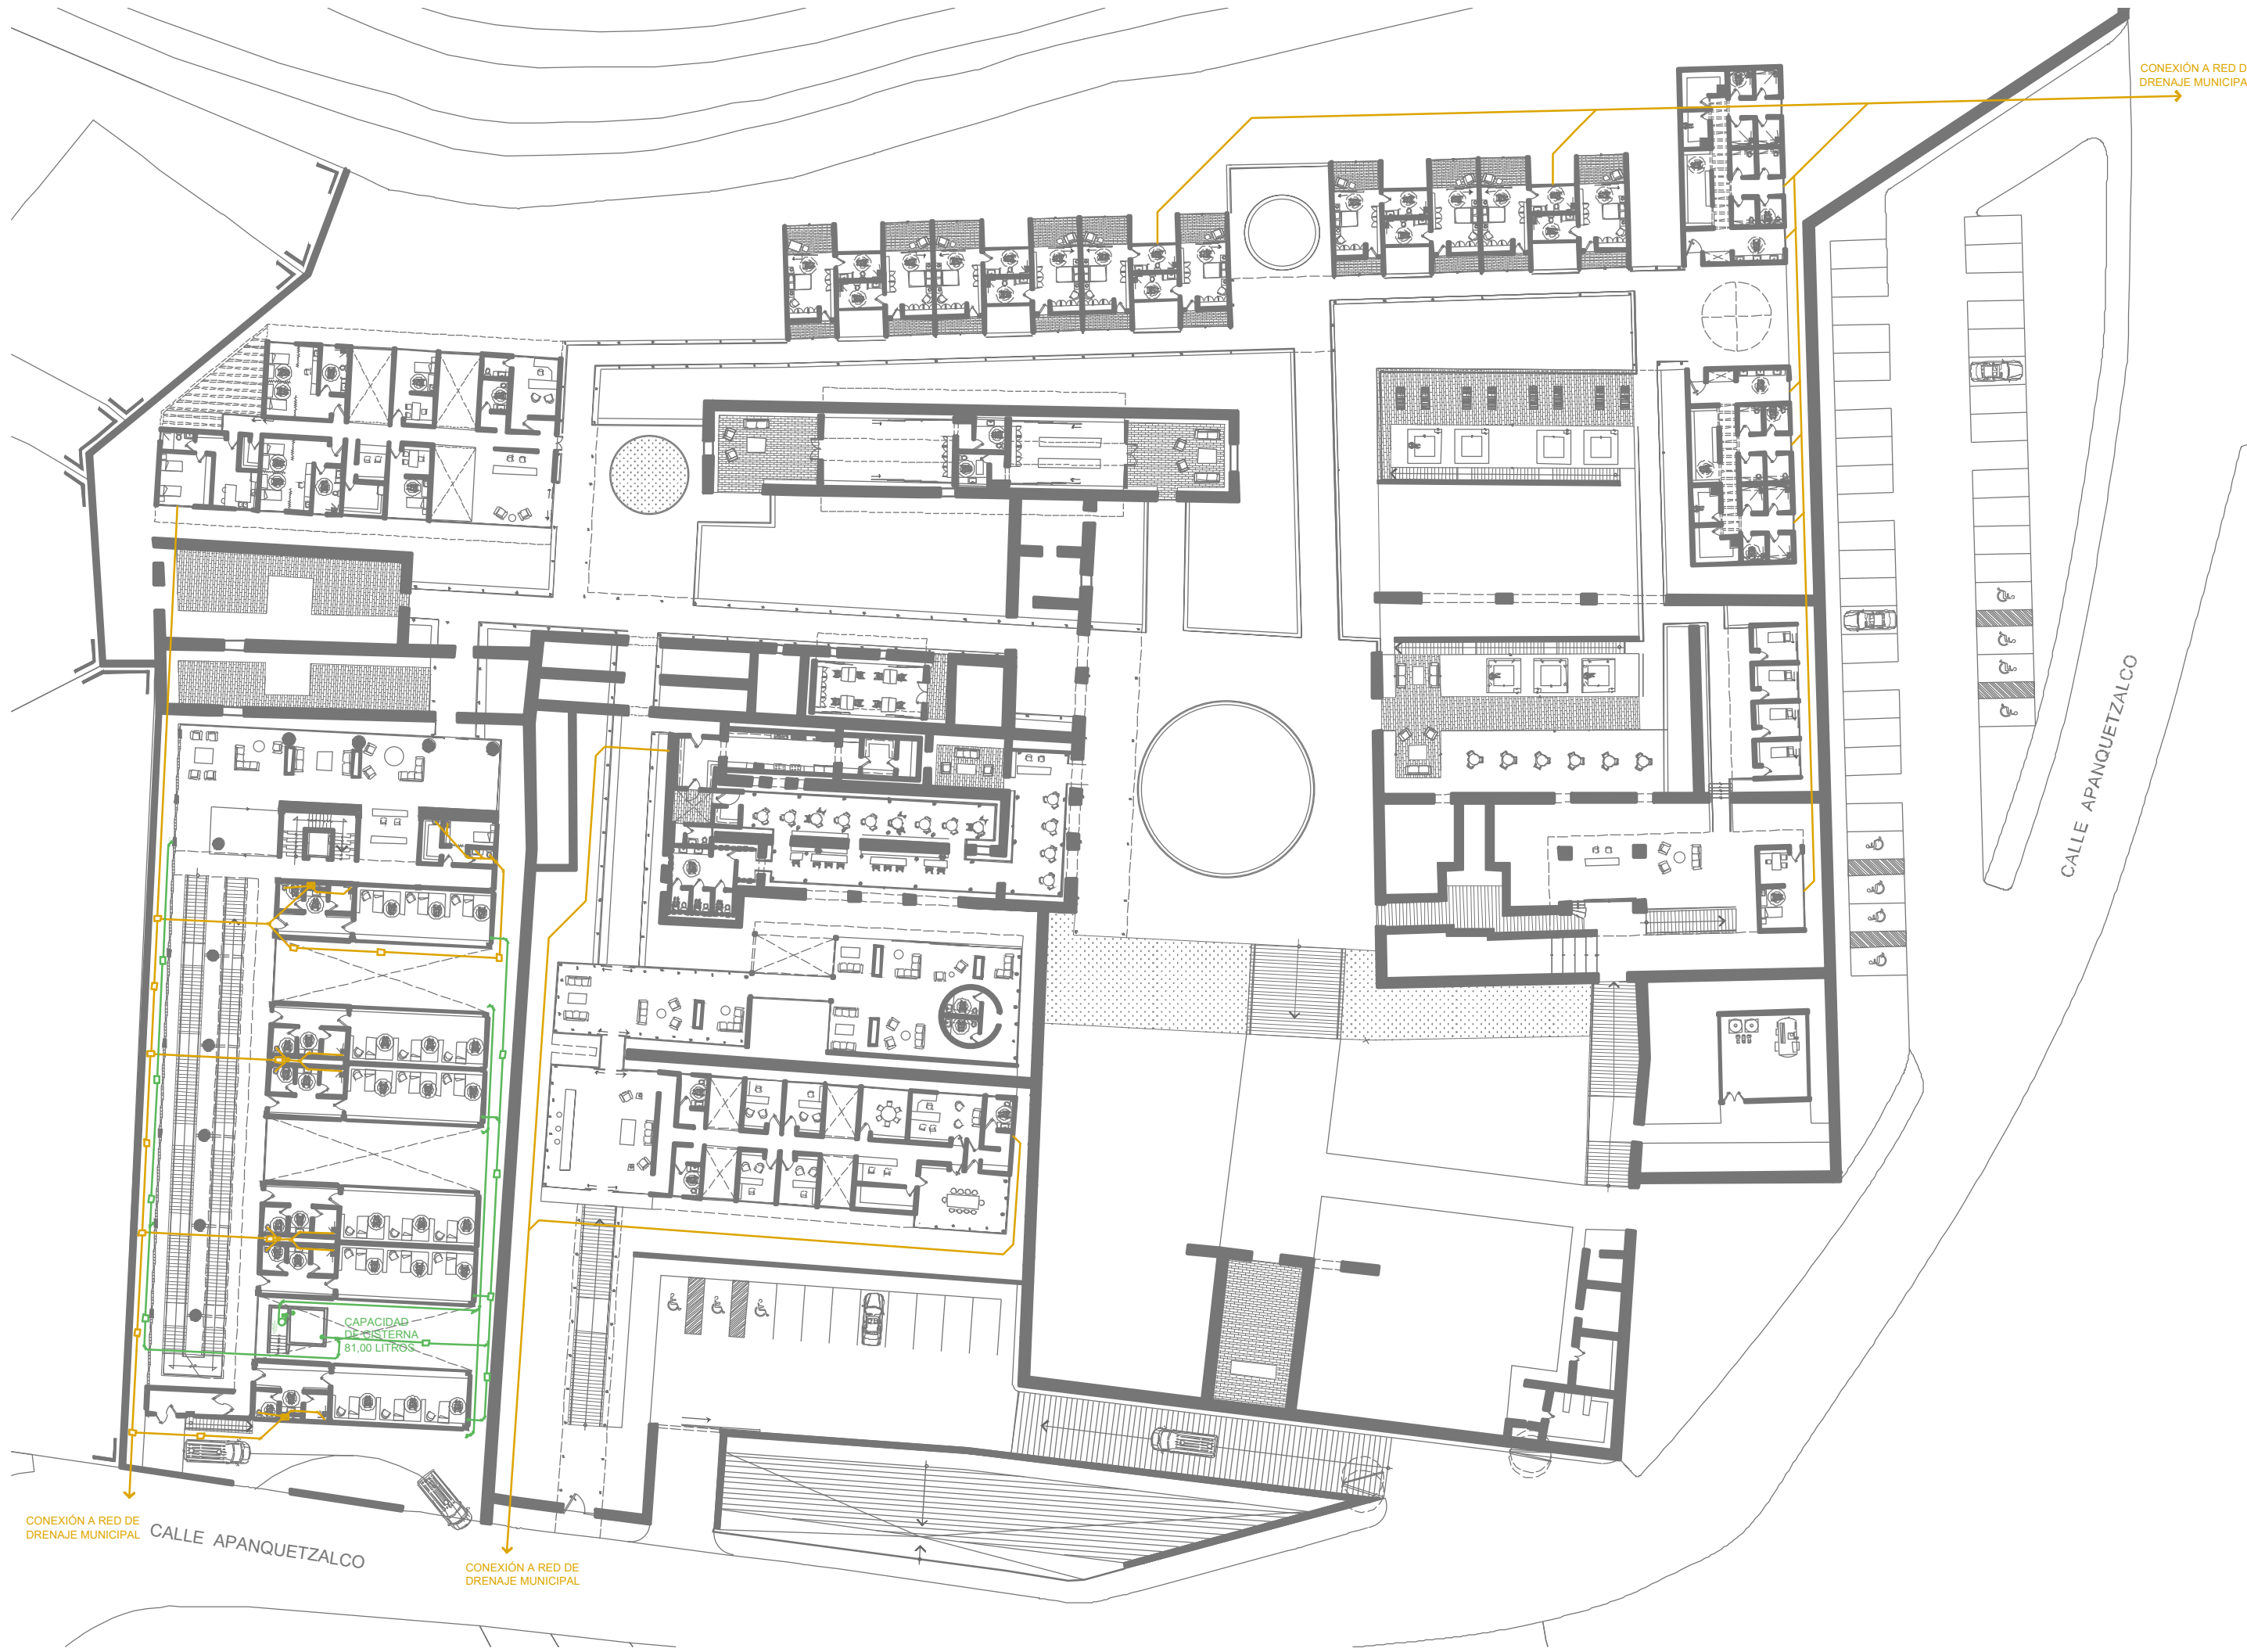 CONEXIÓN A RED D
DRENAJE MUNICIPA
CALLE APANQUETZALCO
CAPACIDAD
DE CISTERNA
81,00 LITROS
CONEXIÓN A RED DE
DRENAJE MUNICIPAL
CALLE APANQUETZALCO
CONEXIÓN A RED DE
DRENAJE MUNICIPAL